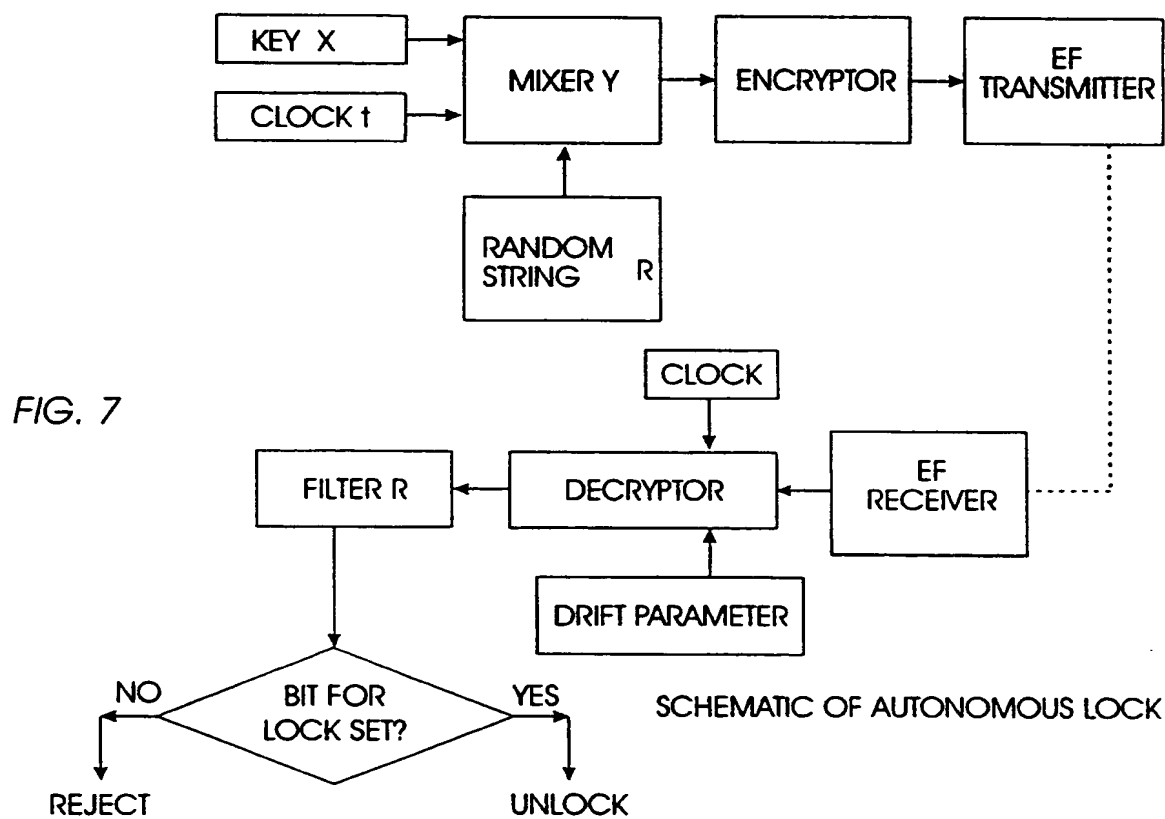 KEY X
CLOCK t
MIXER Y
ENCRYPTOR
EF
TRANSMITTER
RANDOM
STRING R
CLOCK
FIG. 7
FILTER R
DECRYPTOR
EF
RECEIVER
DRIFT PARAMETER
NO
BIT FOR
LOCK SET?
YES
SCHEMATIC OF AUTONOMOUS LOCK
REJECT
UNLOCK